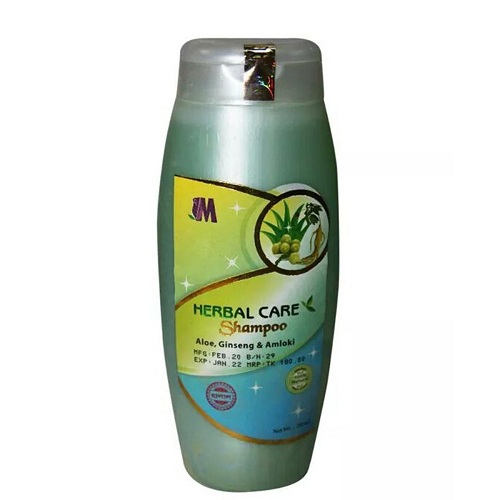 M
HERBAL CARE
Shampoo
Aloe, Ginseng & Amloki
MFG:FEB.20 B/N-29
EXP:JAN.22 MRP:TK.180.00